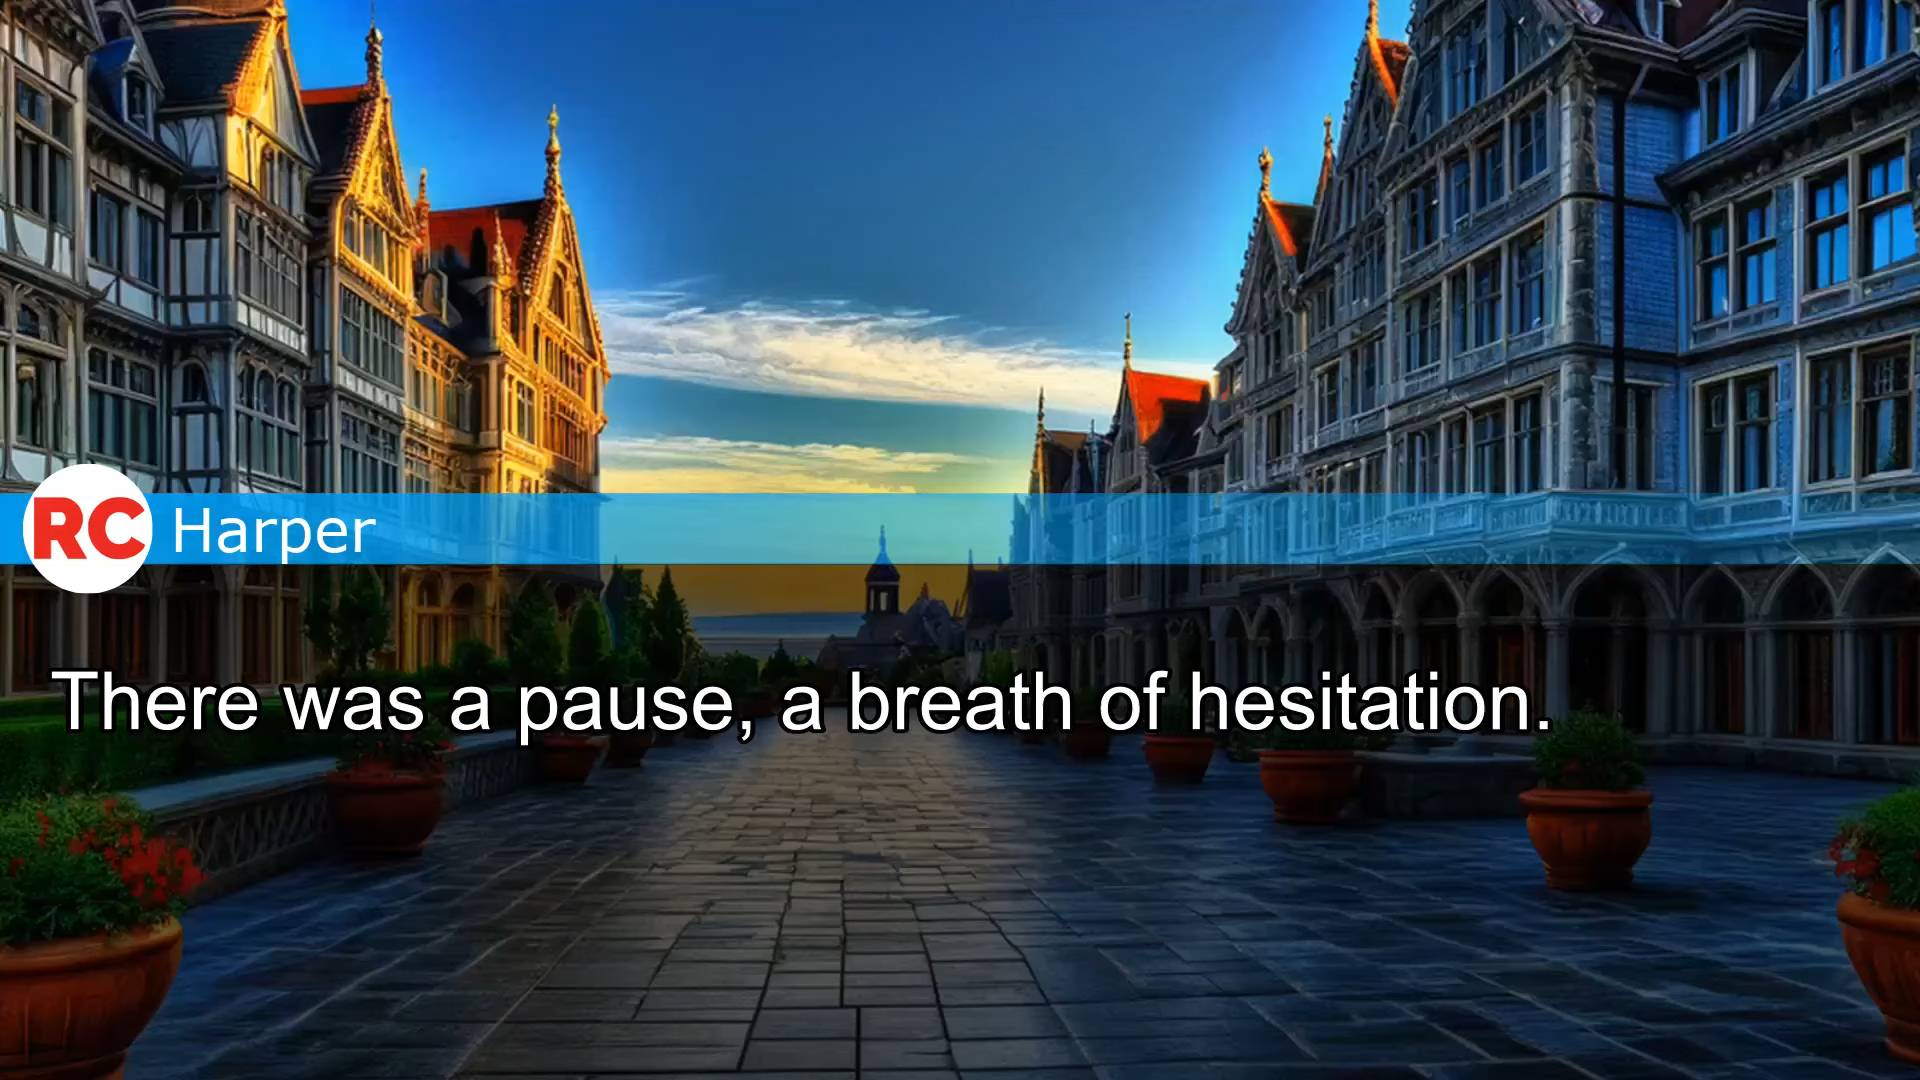 RC Harper
There was a pause, a breath of hesitation.